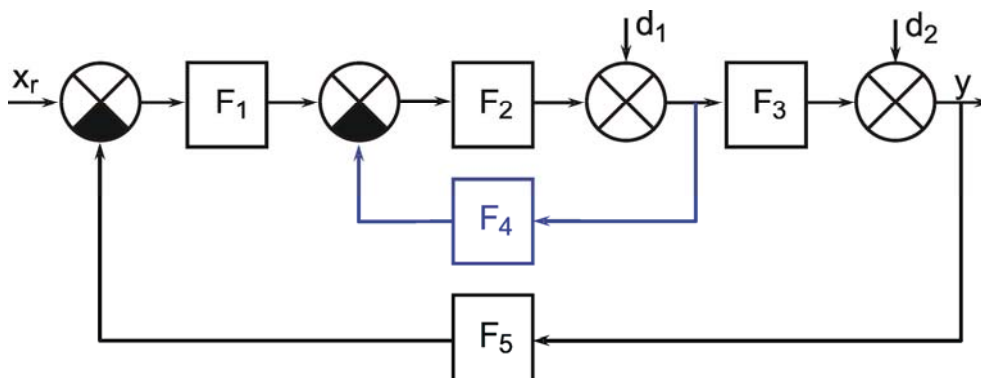 d₁
d₂
xᵣ
F₁
F₂
F₃
y
F₄
F₅